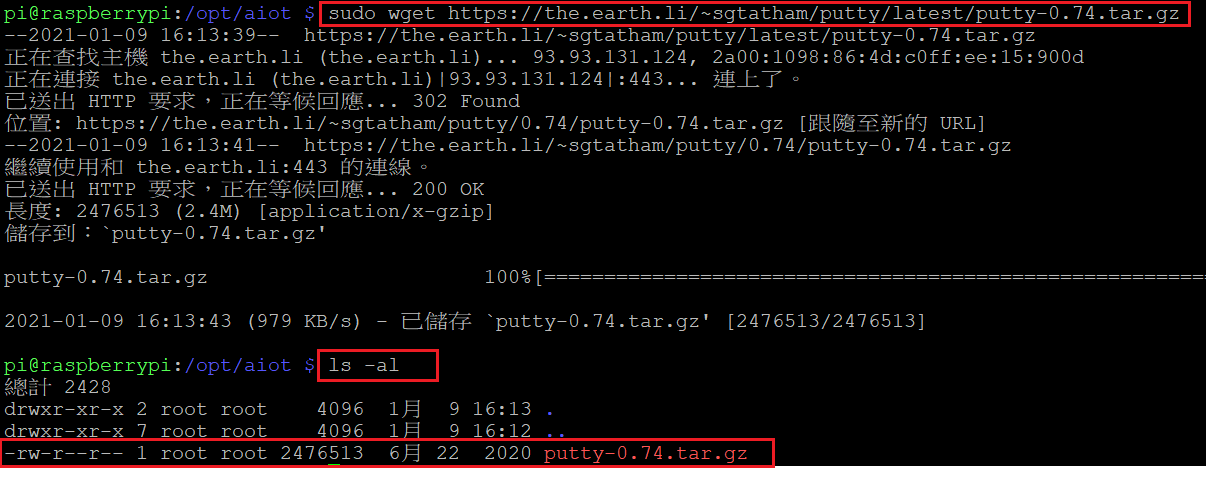 pi@raspberrypi:/opt/aiot $ sudo wget https://the.earth.li/~sgtatham/putty/latest/putty-0.74.tar.gz
--2021-01-09 16:13:39--  https://the.earth.li/~sgtatham/putty/latest/putty-0.74.tar.gz
正在查找主機 the.earth.li (the.earth.li)... 93.93.131.124, 2a00:1098:86:4d:c0ff:ee:15:900d
正在連接 the.earth.li (the.earth.li)|93.93.131.124|:443... 連上了。
已送出 HTTP 要求，正在等候回應... 302 Found
位置: https://the.earth.li/~sgtatham/putty/0.74/putty-0.74.tar.gz [跟隨至新的 URL]
--2021-01-09 16:13:41--  https://the.earth.li/~sgtatham/putty/0.74/putty-0.74.tar.gz
繼續使用和 the.earth.li:443 的連線。
已送出 HTTP 要求，正在等候回應... 200 OK
長度: 2476513 (2.4M) [application/x-gzip]
儲存到：`putty-0.74.tar.gz'
putty-0.74.tar.gz                       100%[=======================================================
2021-01-09 16:13:43 (979 KB/s) - 已儲存 `putty-0.74.tar.gz' [2476513/2476513]
pi@raspberrypi:/opt/aiot $ ls -al
總計 2428
drwxr-xr-x 2 root root    4096  1月  9 16:13 .
drwxr-xr-x 7 root root    4096  1月  9 16:12 ..
-rw-r--r-- 1 root root 2476513  6月 22  2020 putty-0.74.tar.gz